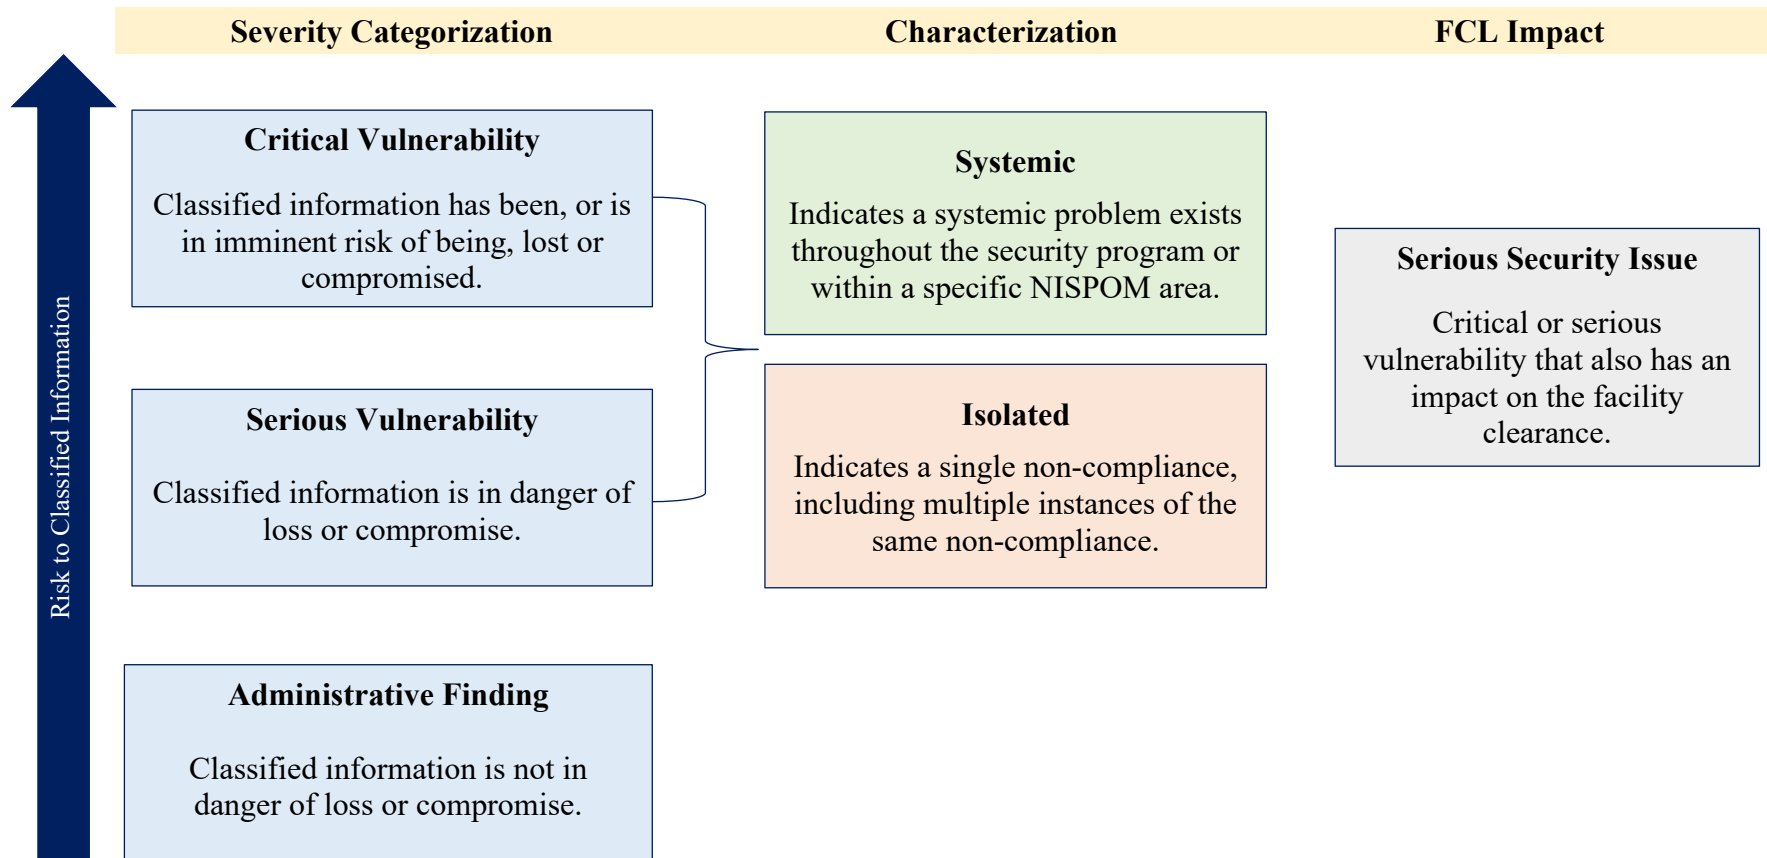 Severity Categorization
Characterization
FCL Impact
Risk to Classified Information
Critical Vulnerability
Classified information has been, or is
in imminent risk of being, lost or
compromised.
Serious Vulnerability
Classified information is in danger of
loss or compromise.
Administrative Finding
Classified information is not in
danger of loss or compromise.
Systemic
Indicates a systemic problem exists
throughout the security program or
within a specific NISPOM area.
Isolated
Indicates a single non-compliance,
including multiple instances of the
same non-compliance.
Serious Security Issue
Critical or serious
vulnerability that also has an
impact on the facility
clearance.